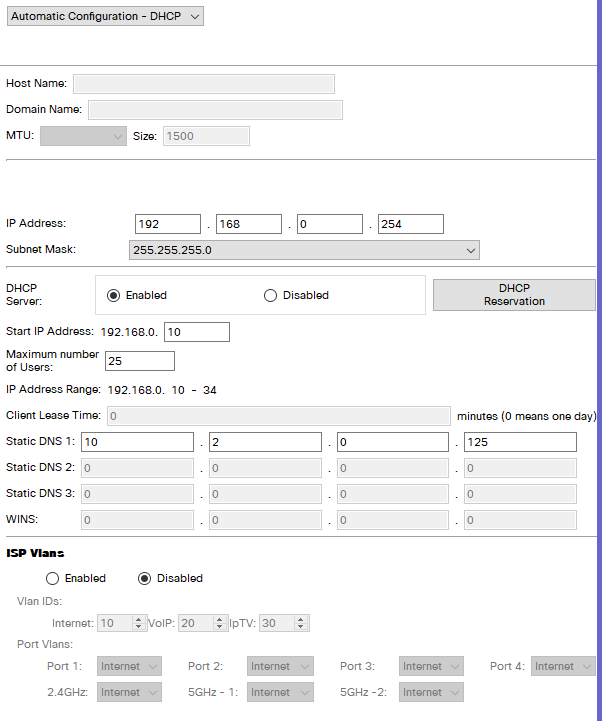 Automatic Configuration - DHCP
Host Name:
Domain Name:
MTU: Size: 1500
IP Address: 192 . 168 . 0 . 254
Subnet Mask: 255.255.255.0
DHCP
Server: Enabled Disabled DHCP
Reservation
Start IP Address: 192.168.0. 10
Maximum number
of Users: 25
IP Address Range: 192.168.0. 10 - 34
Client Lease Time: 0 minutes (0 means one day)
Static DNS 1: 10 . 2 . 0 . 125
Static DNS 2: 0 . 0 . 0 . 0
Static DNS 3: 0 . 0 . 0 . 0
WINS: 0 . 0 . 0 . 0
ISP Vlans
Enabled Disabled
Vlan IDs:
Internet: 10 VoIP: 20 IpTV: 30
Port Vlans:
Port 1: Internet Port 2: Internet Port 3: Internet Port 4: Internet
2.4GHz: Internet 5GHz - 1: Internet 5GHz -2: Internet